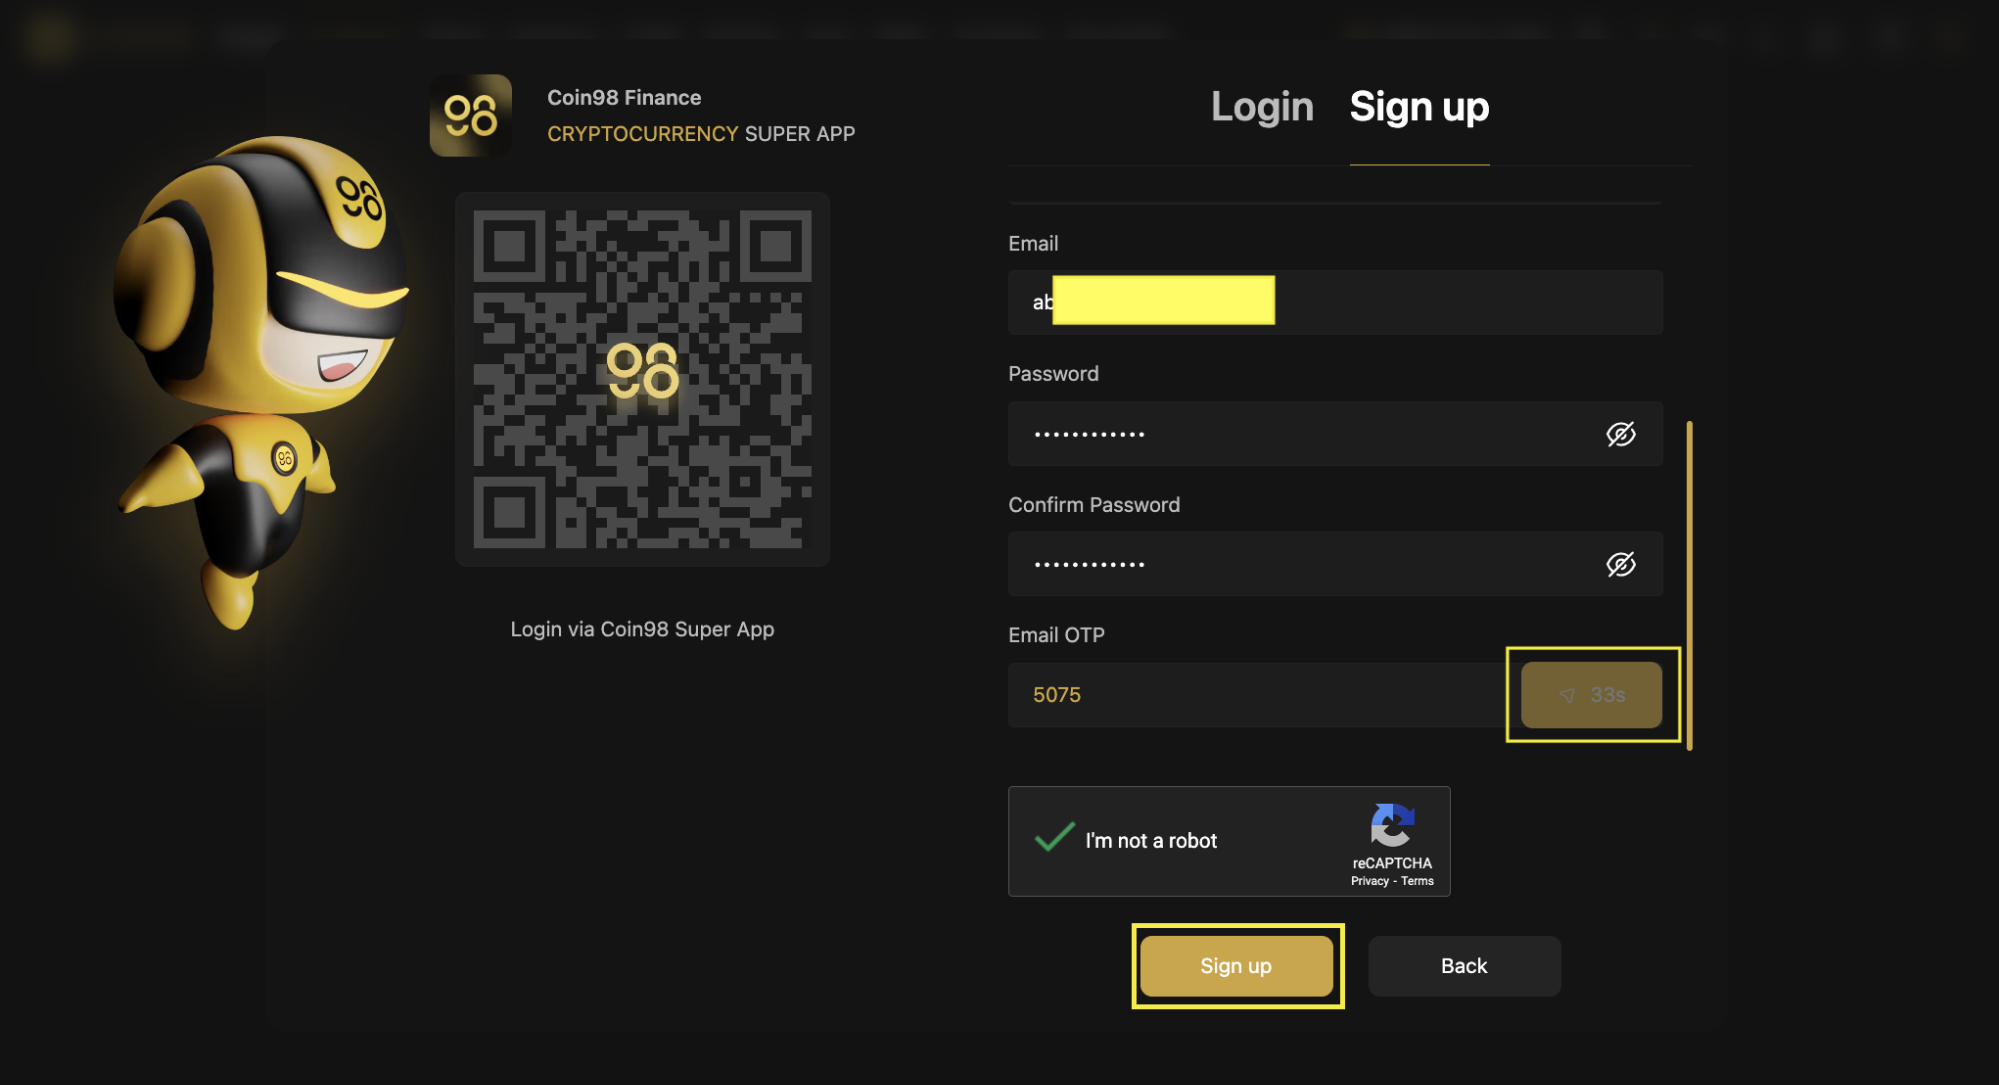 Coin98 Finance
CRYPTOCURRENCY SUPER APP
Login via Coin98 Super App
Login
Sign up
Email
ab
Password
••••••••••••
Confirm Password
••••••••••••
Email OTP
5075
33s
I'm not a robot
reCAPTCHA
Privacy - Terms
Sign up
Back